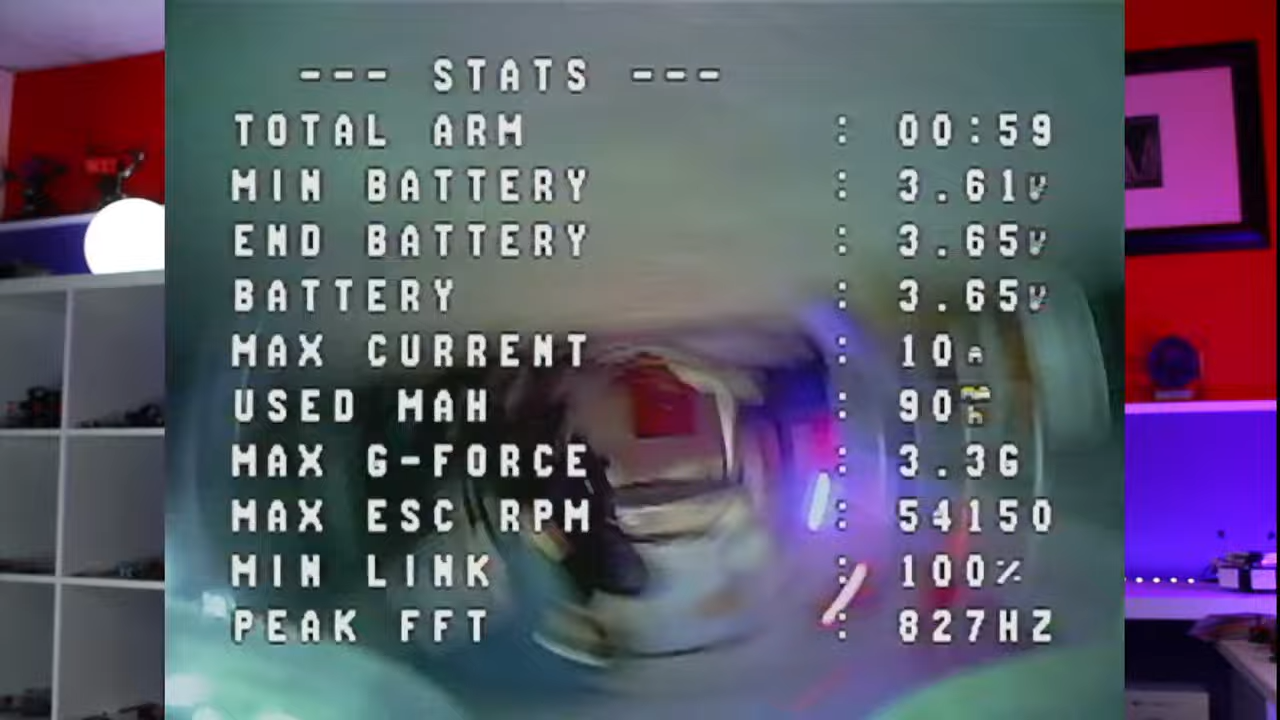 --- STATS ---
TOTAL ARM : 00:59
MIN BATTERY : 3.61V
END BATTERY : 3.65V
BATTERY : 3.65V
MAX CURRENT : 10A
USED MAH : 90mAh
MAX G-FORCE : 3.3G
MAX ESC RPM : 54150
MIN LINK : 100%
PEAK FFT : 827HZ